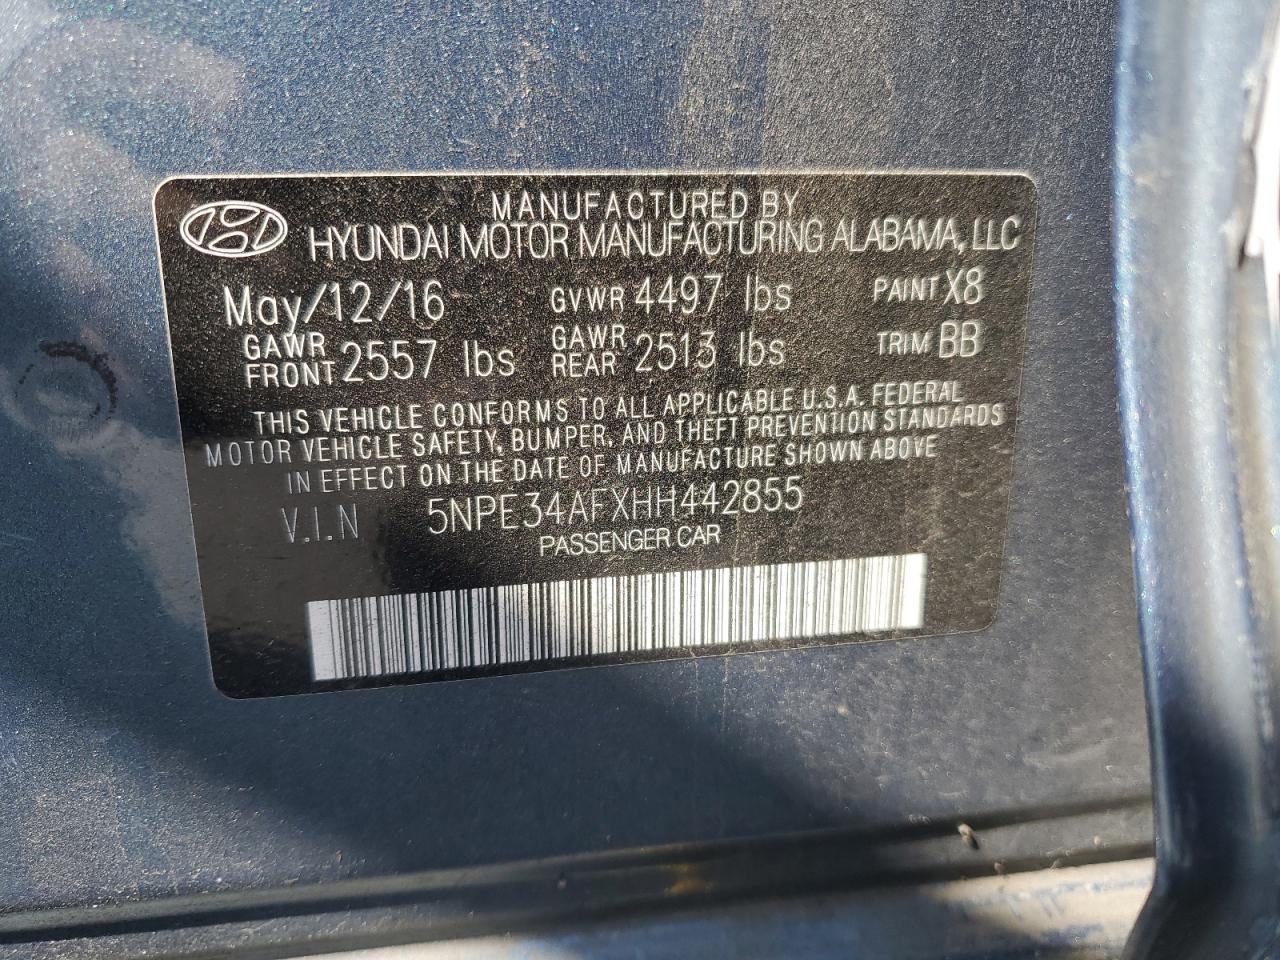 MANUFACTURED BY
HYUNDAI MOTOR MANUFACTURING ALABAMA, LLC
May/12/16 GVWR 4497 lbs PAINT X8
GAWR FRONT 2557 lbs GAWR REAR 2513 lbs TRIM BB
THIS VEHICLE CONFORMS TO ALL APPLICABLE U.S.A. FEDERAL
MOTOR VEHICLE SAFETY, BUMPER, AND THEFT PREVENTION STANDARDS
IN EFFECT ON THE DATE OF MANUFACTURE SHOWN ABOVE
V.I.N 5NPE34AFXHH442855
PASSENGER CAR